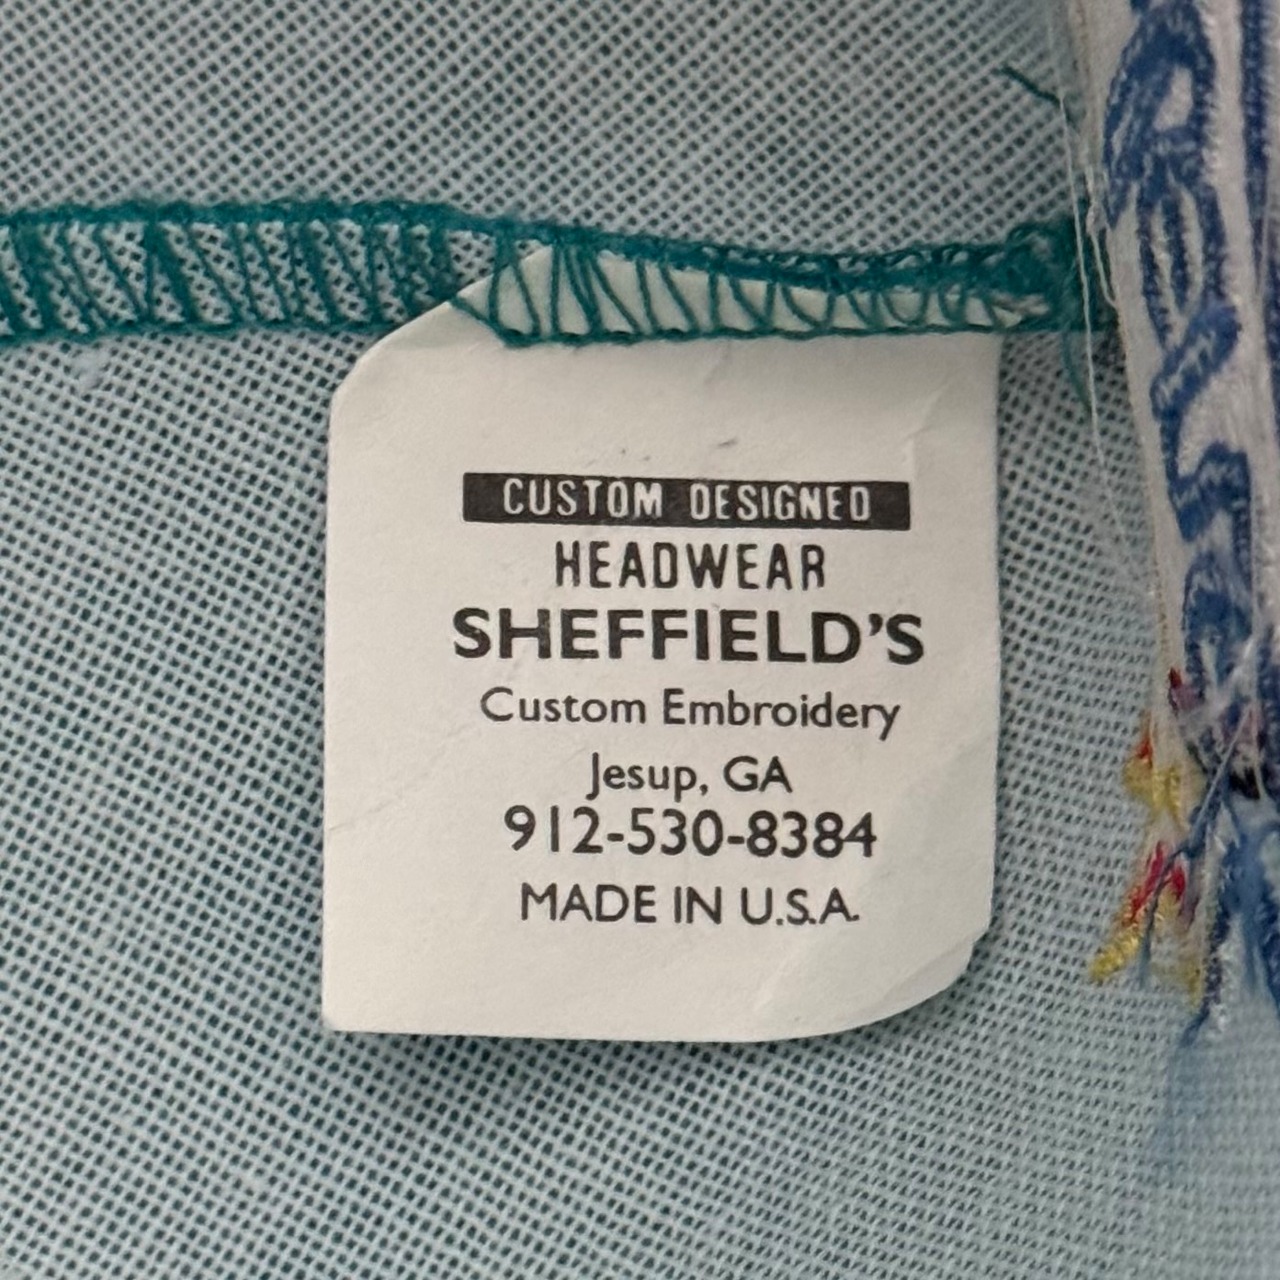 CUSTOM DESIGNED
HEADWEAR
SHEFFIELD'S
Custom Embroidery
Jesup, GA
912-530-8384
MADE IN U.S.A.